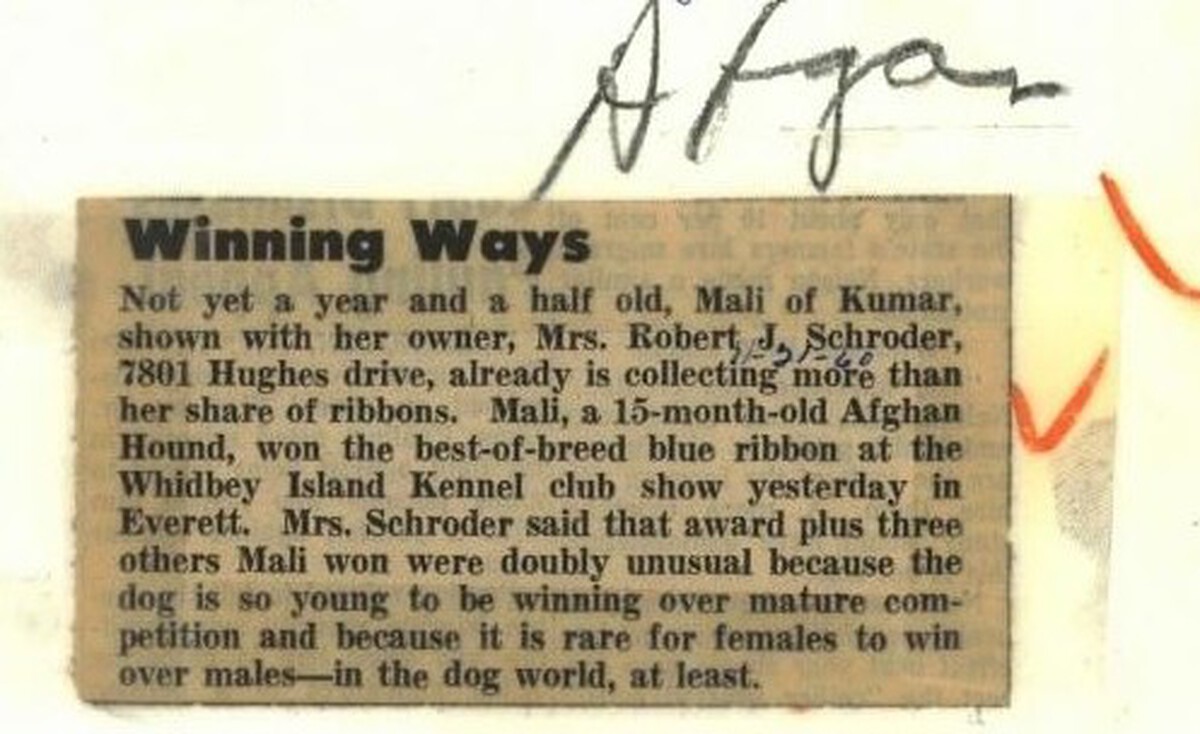 Afgan
Winning Ways
Not yet a year and a half old, Mali of Kumar,
shown with her owner, Mrs. Robert J. Schroder,
11-21-60
7801 Hughes drive, already is collecting more than
her share of ribbons. Mali, a 15-month-old Afghan
Hound, won the best-of-breed blue ribbon at the
Whidbey Island Kennel club show yesterday in
Everett. Mrs. Schroder said that award plus three
others Mali won were doubly unusual because the
dog is so young to be winning over mature com-
petition and because it is rare for females to win
over males—in the dog world, at least.